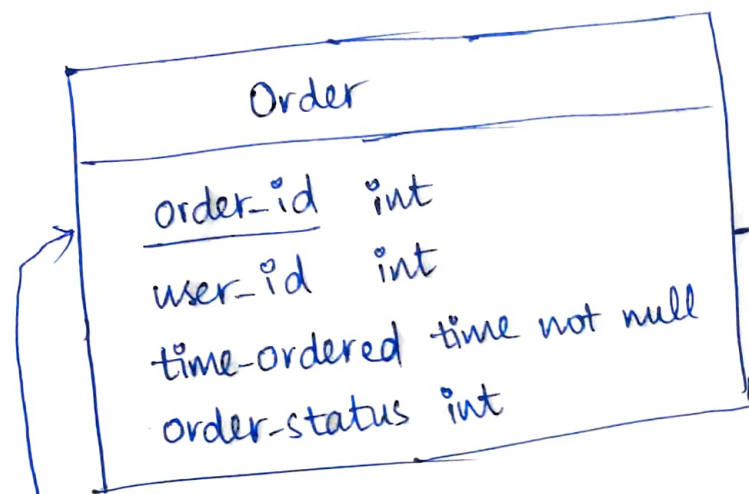 Order
order_id int
user_id int
time-ordered time not null
order-status int